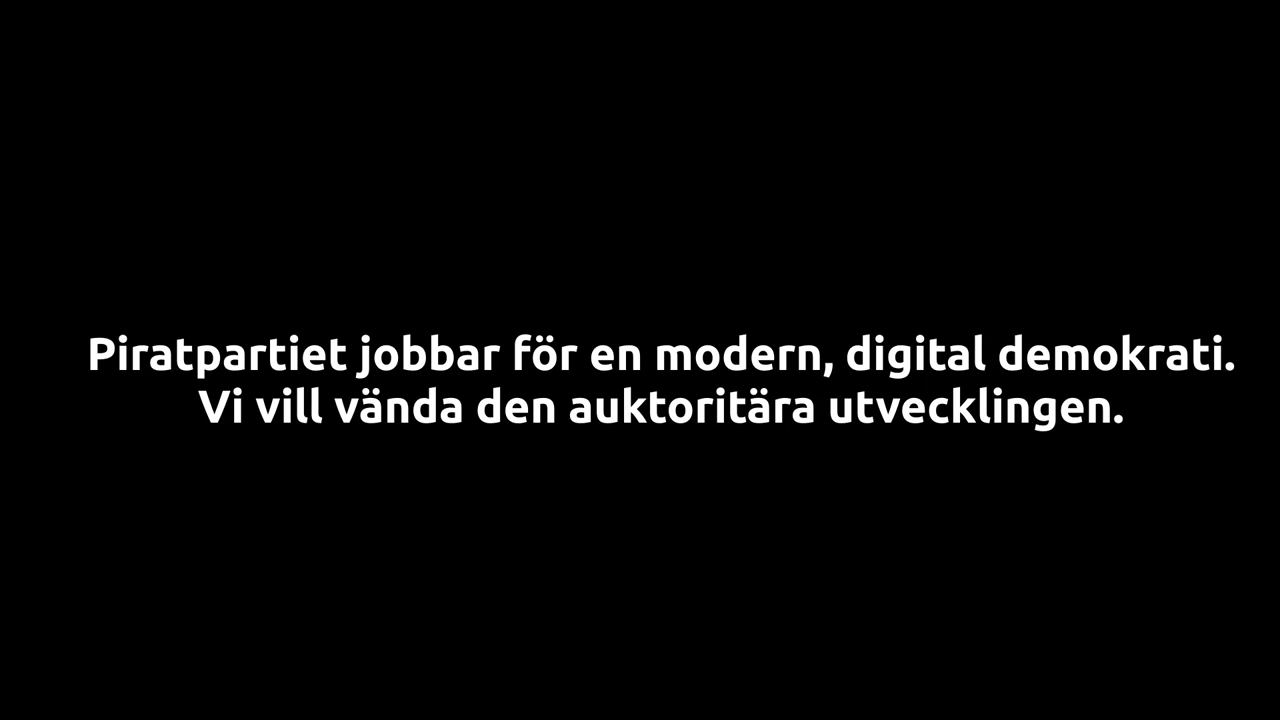 Piratpartiet jobbar för en modern, digital demokrati.
Vi vill vända den auktoritära utvecklingen.